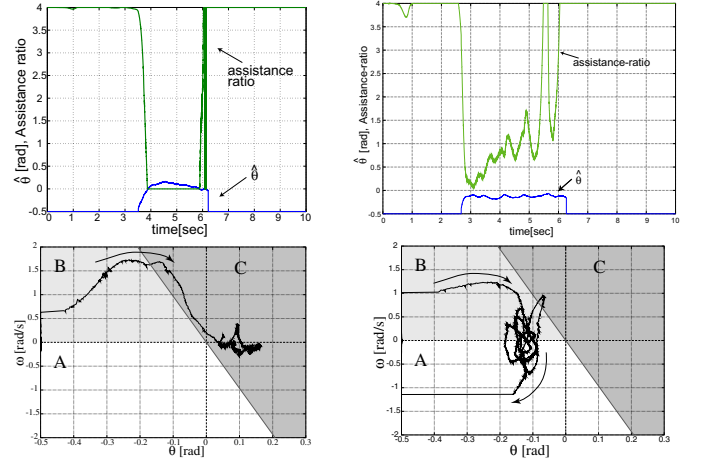 θ̂ [rad], Assistance ratio
4
3.5
3
2.5
2
1.5
1
0.5
0
-0.5
assistance
ratio
θ̂
0 1 2 3 4 5 6 7 8 9 10
time[sec]
θ̂ [rad], Assistance-ratio
4
3.5
3
2.5
2
1.5
1
0.5
0
-0.5
assistance-ratio
θ̂
0 1 2 3 4 5 6 7 8 9 10
time[sec]
ω [rad/s]
2
1.5
1
0.5
0
-0.5
-1
-1.5
-2
B
C
A
-0.5 -0.4 -0.3 -0.2 -0.1 0 0.1 0.2 0.3
θ [rad]
ω [rad/s]
2
1.5
1
0.5
0
-0.5
-1
-1.5
-2
B
C
A
-0.5 -0.4 -0.3 -0.2 -0.1 0 0.1 0.2 0.3
θ [rad]